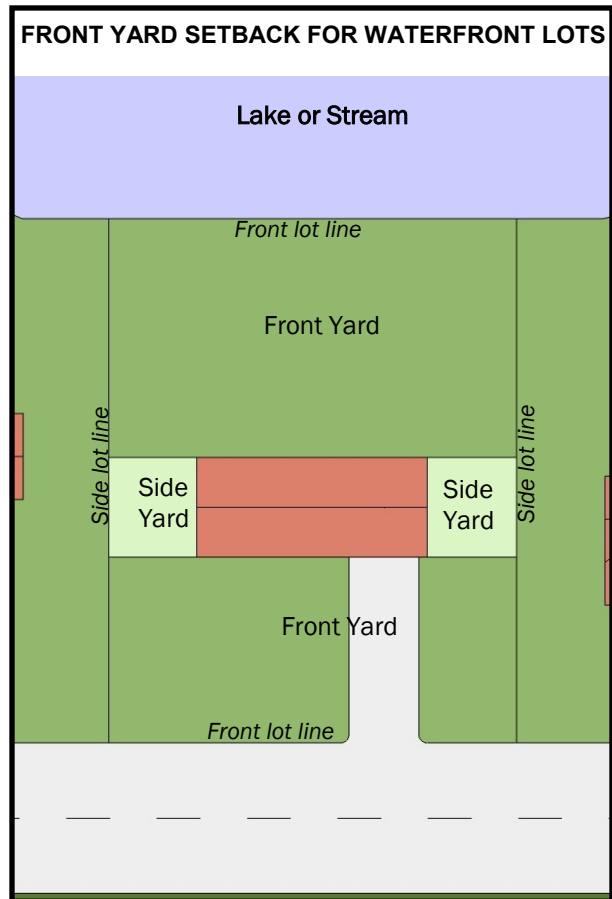 FRONT YARD SETBACK FOR WATERFRONT LOTS
Lake or Stream
Front lot line
Front Yard
Side lot line
Side
Yard
Side
Yard
Side lot line
Front Yard
Front lot line